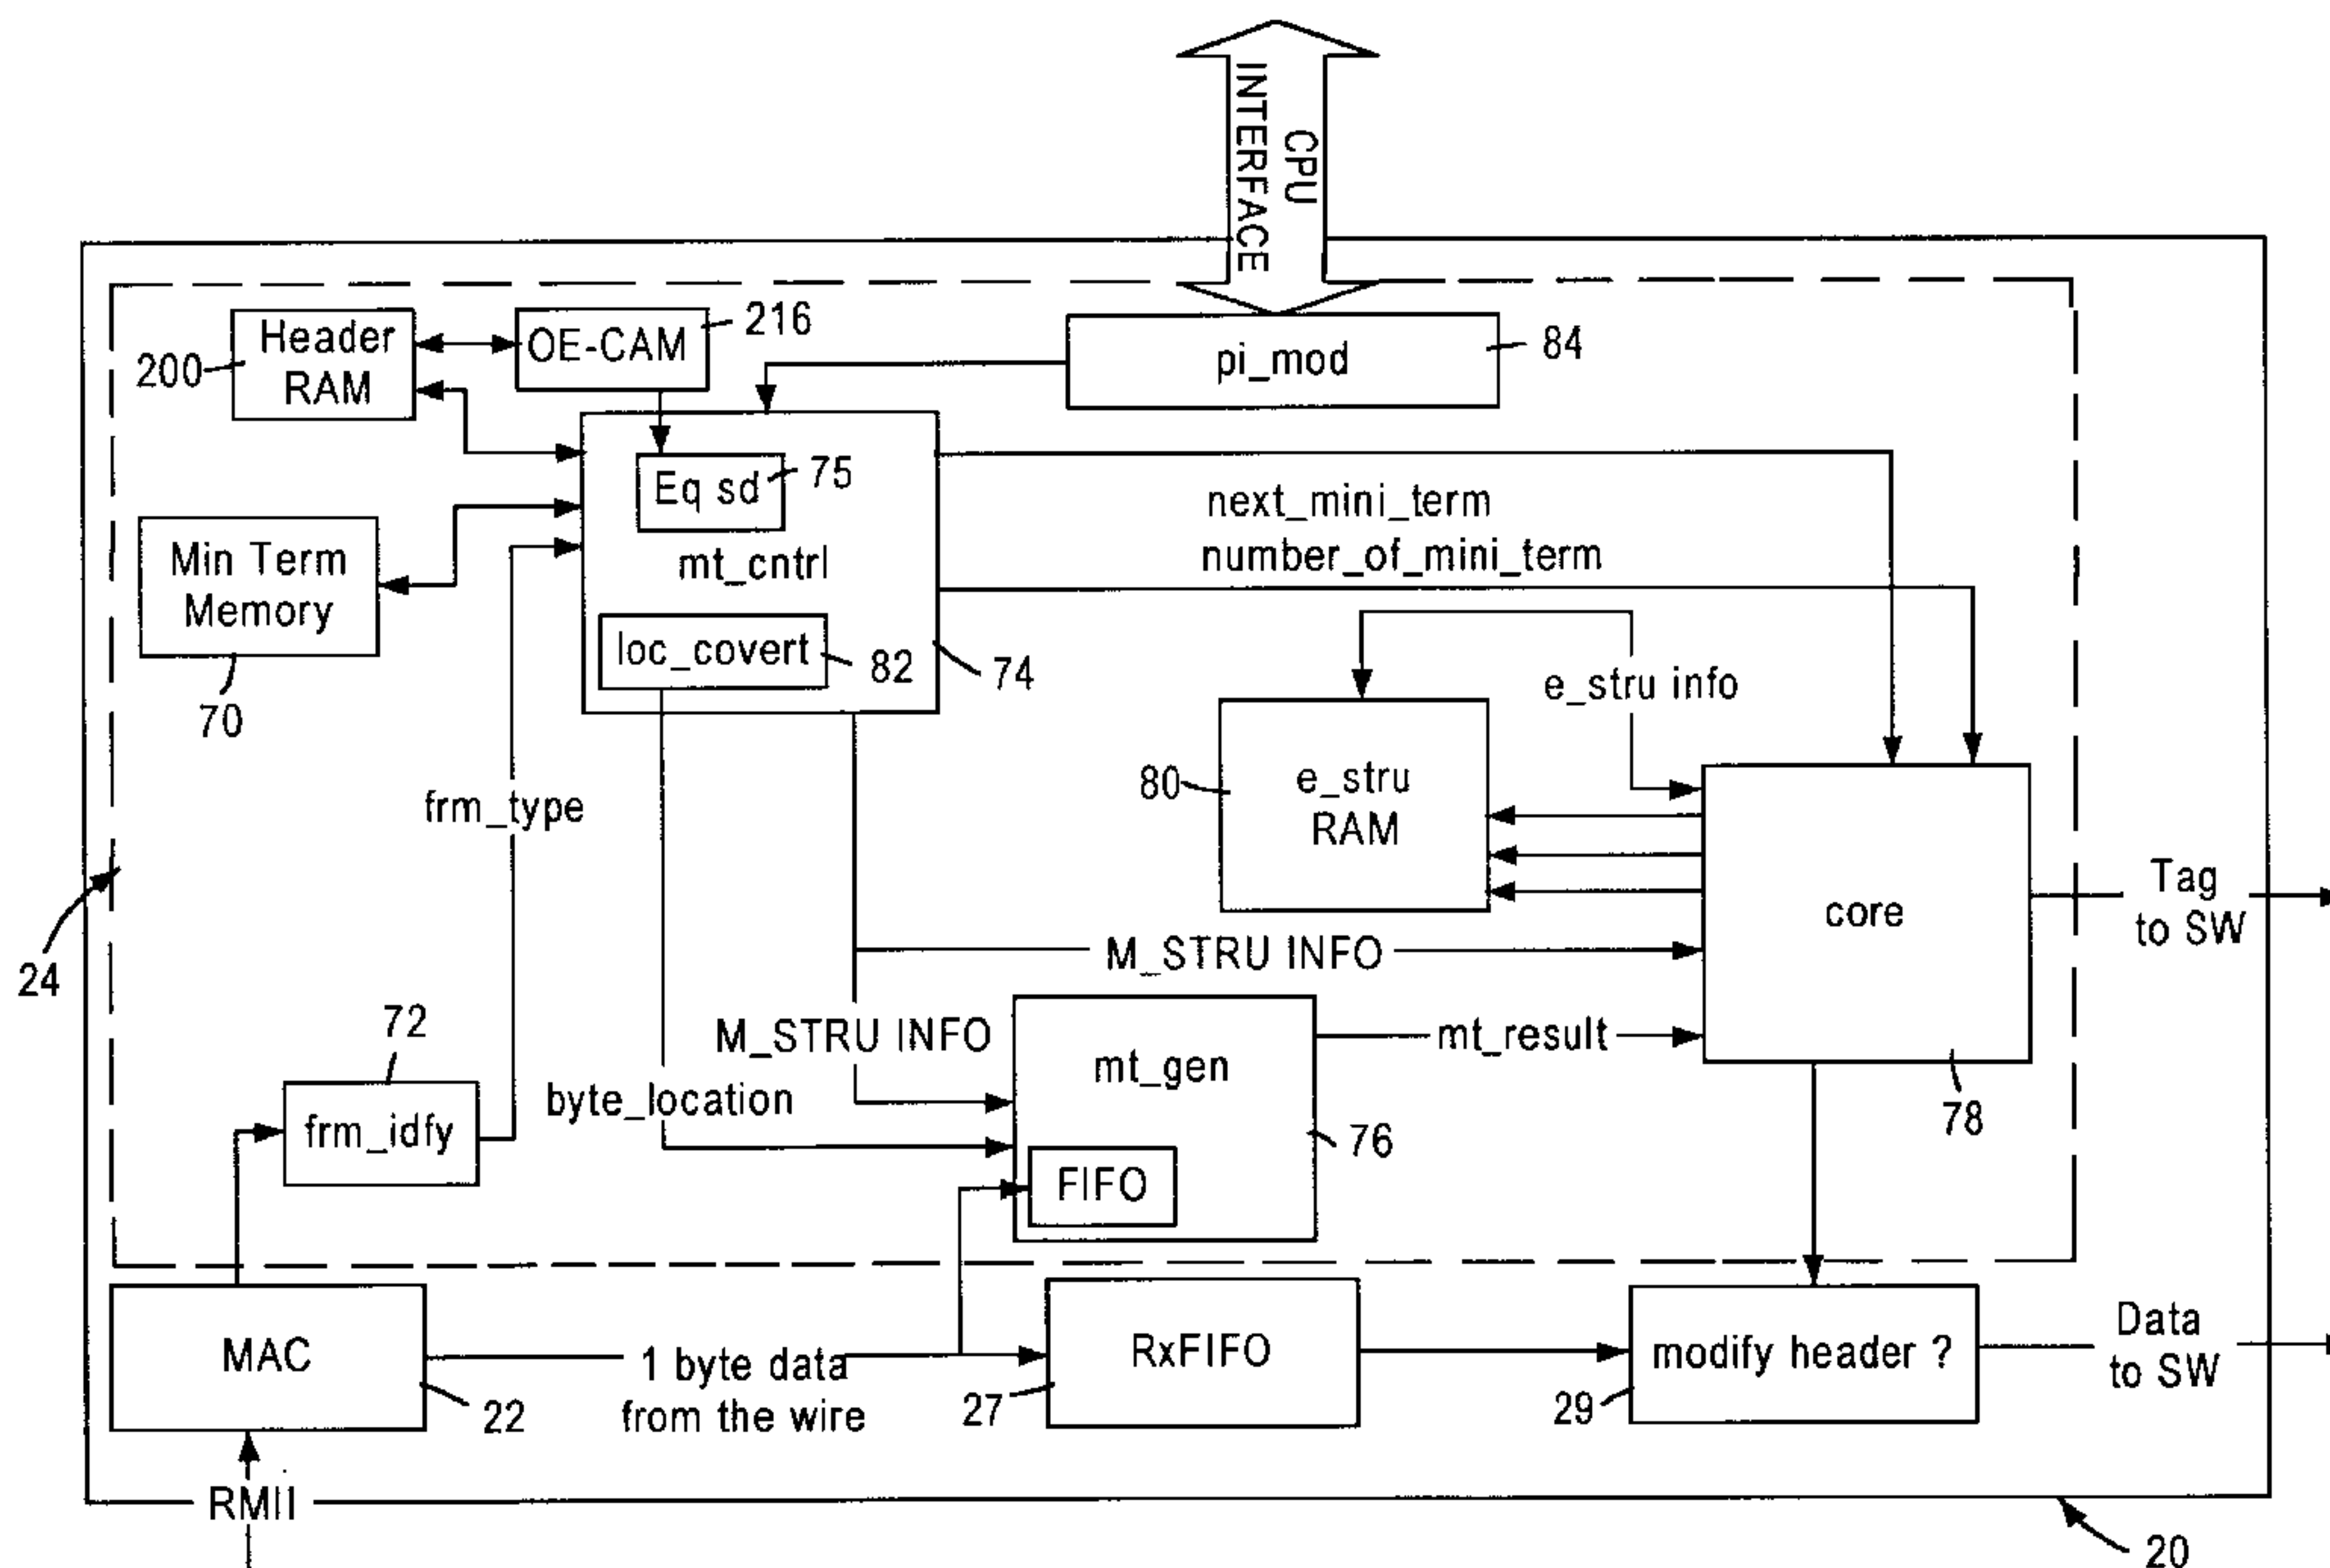 CPU
INTERFACE
Header
RAM
200
OE-CAM
216
pi_mod
84
Eq sd
75
mt_cntrl
next_mini_term
number_of_mini_term
Min Term
Memory
70
loc_covert
82
74
e_stru info
80
e_stru
RAM
frm_type
core
Tag
to SW
24
M_STRU INFO
72
M_STRU INFO
mt_gen
mt_result
byte_location
frm_idfy
76
78
FIFO
MAC
22
1 byte data
from the wire
RxFIFO
27
modify header ?
29
Data
to SW
RMII
20